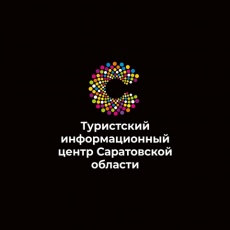 Туристский
информационный
центр Саратовской
области